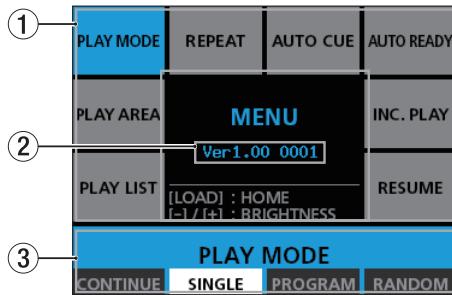 ①
PLAY MODE REPEAT AUTO CUE AUTO READY
PLAY AREA MENU INC. PLAY
② Ver1.00 0001
PLAY LIST RESUME
[LOAD] : HOME
[-] / [+] : BRIGHTNESS
③ PLAY MODE
CONTINUE SINGLE PROGRAM RANDOM